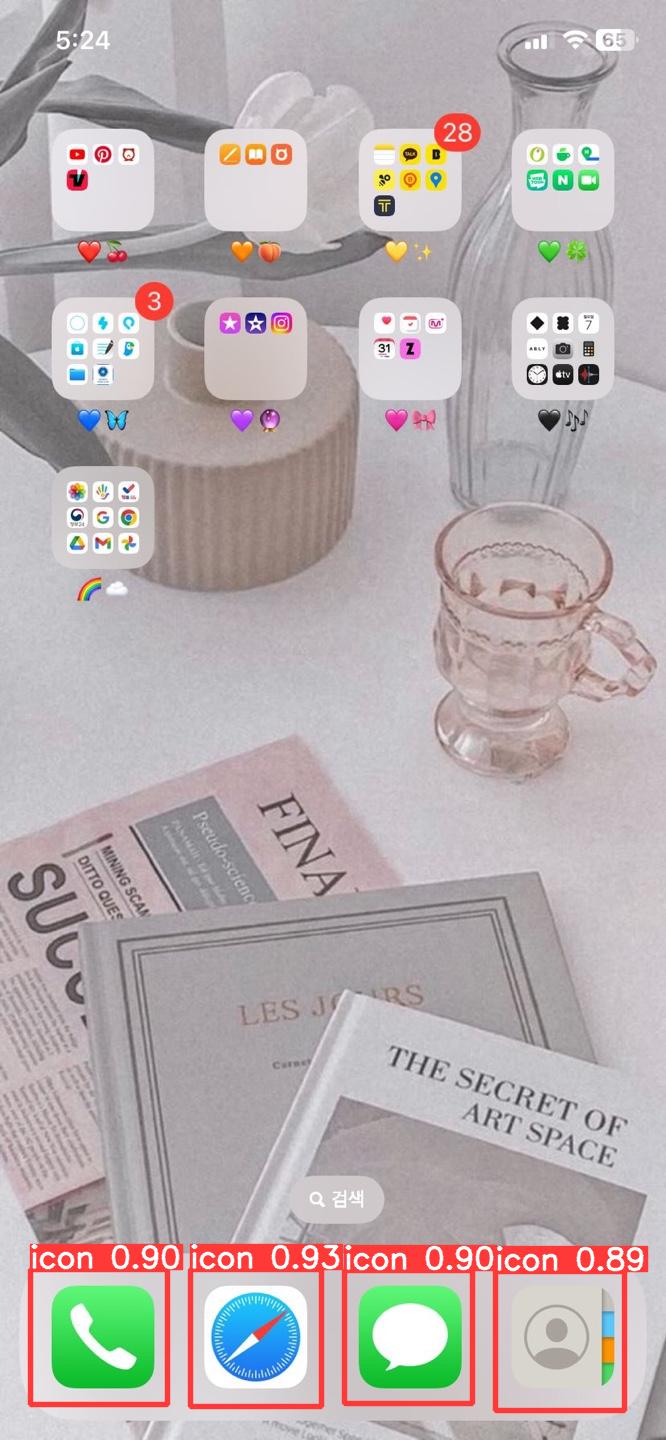 5:24
65
28
❤️🍒
🧡🍑
💛✨
💚🍀
3
💙🦋
💜🔮
🩷🎀
🖤🎶
🌈☁️
FINA
Pseudo-scienc
MINING SCAM
DITTO QUES
SUCC
LES JOURS
THE SECRET OF
ART SPACE
검색
icon 0.90
icon 0.93
icon 0.90
icon 0.89